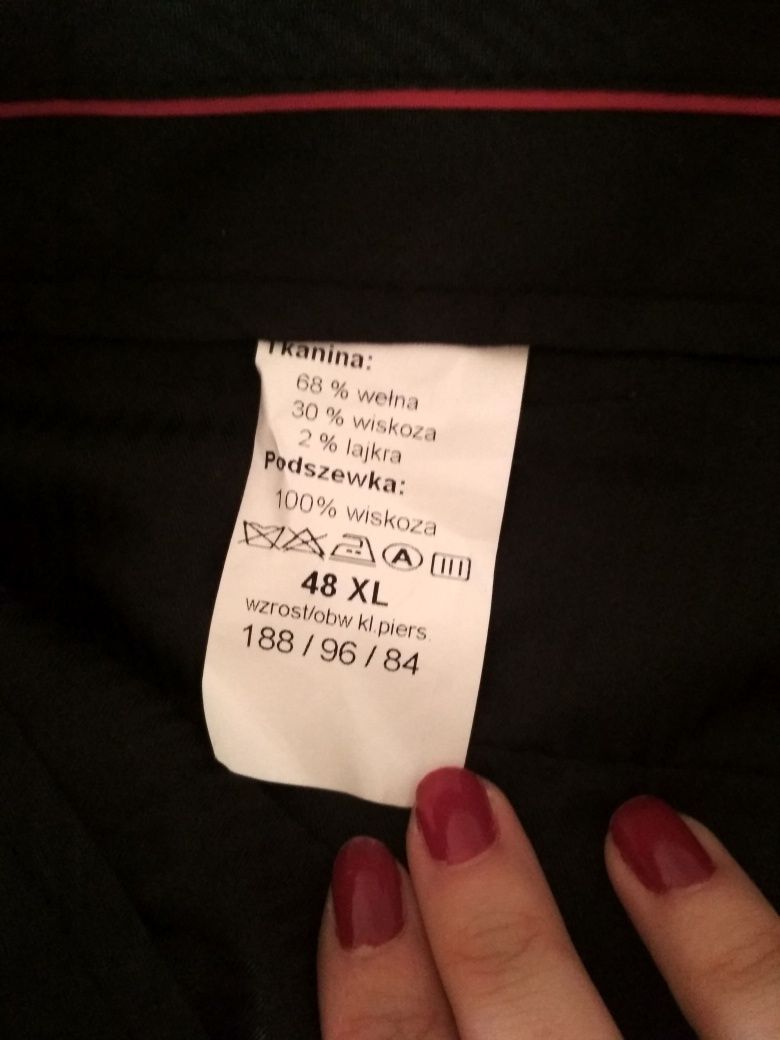 Tkanina:
68 % wełna
30 % wiskoza
2 % lajkra
Podszewka:
100% wiskoza
A
48 XL
wzrost/obw kl.piers.
188 / 96 / 84